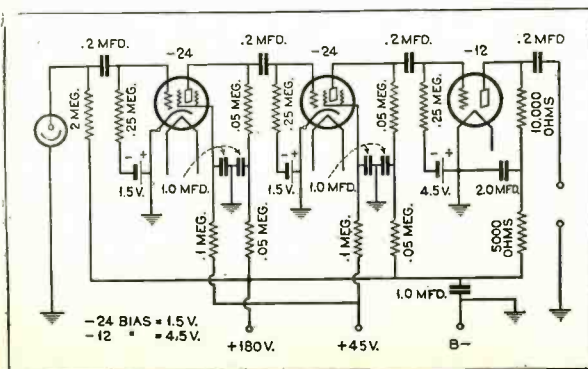 .2 MFD.
-24
.2 MFD.
-24
.2 MFD.
-12
.2 MFD
2 MEG.
.25 MEG.
.05 MEG.
.25 MEG.
.05 MEG.
.25 MEG.
10,000 OHMS
- +
1.5 V.
1.0 MFD.
- +
1.5 V.
1.0 MFD.
- +
4.5 V.
2.0 MFD.
.1 MEG.
.05 MEG.
.1 MEG.
.05 MEG.
5000 OHMS
1.0 MFD.
-24 BIAS = 1.5 V.
-12 " = 4.5 V.
+180V.
+45V.
B-